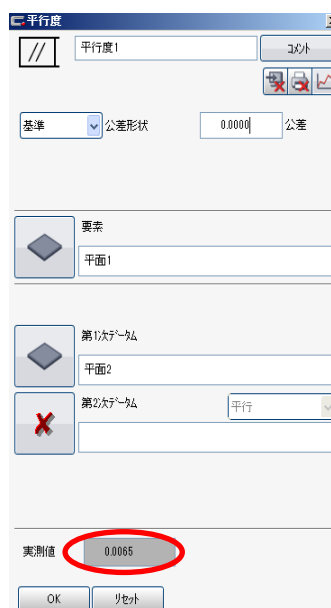 平行度
//
平行度1
コメント
基準
公差形状
0.0000
公差
要素
平面1
第1次データム
平面2
第2次データム
平行
実測値
0.0065
OK
リセット